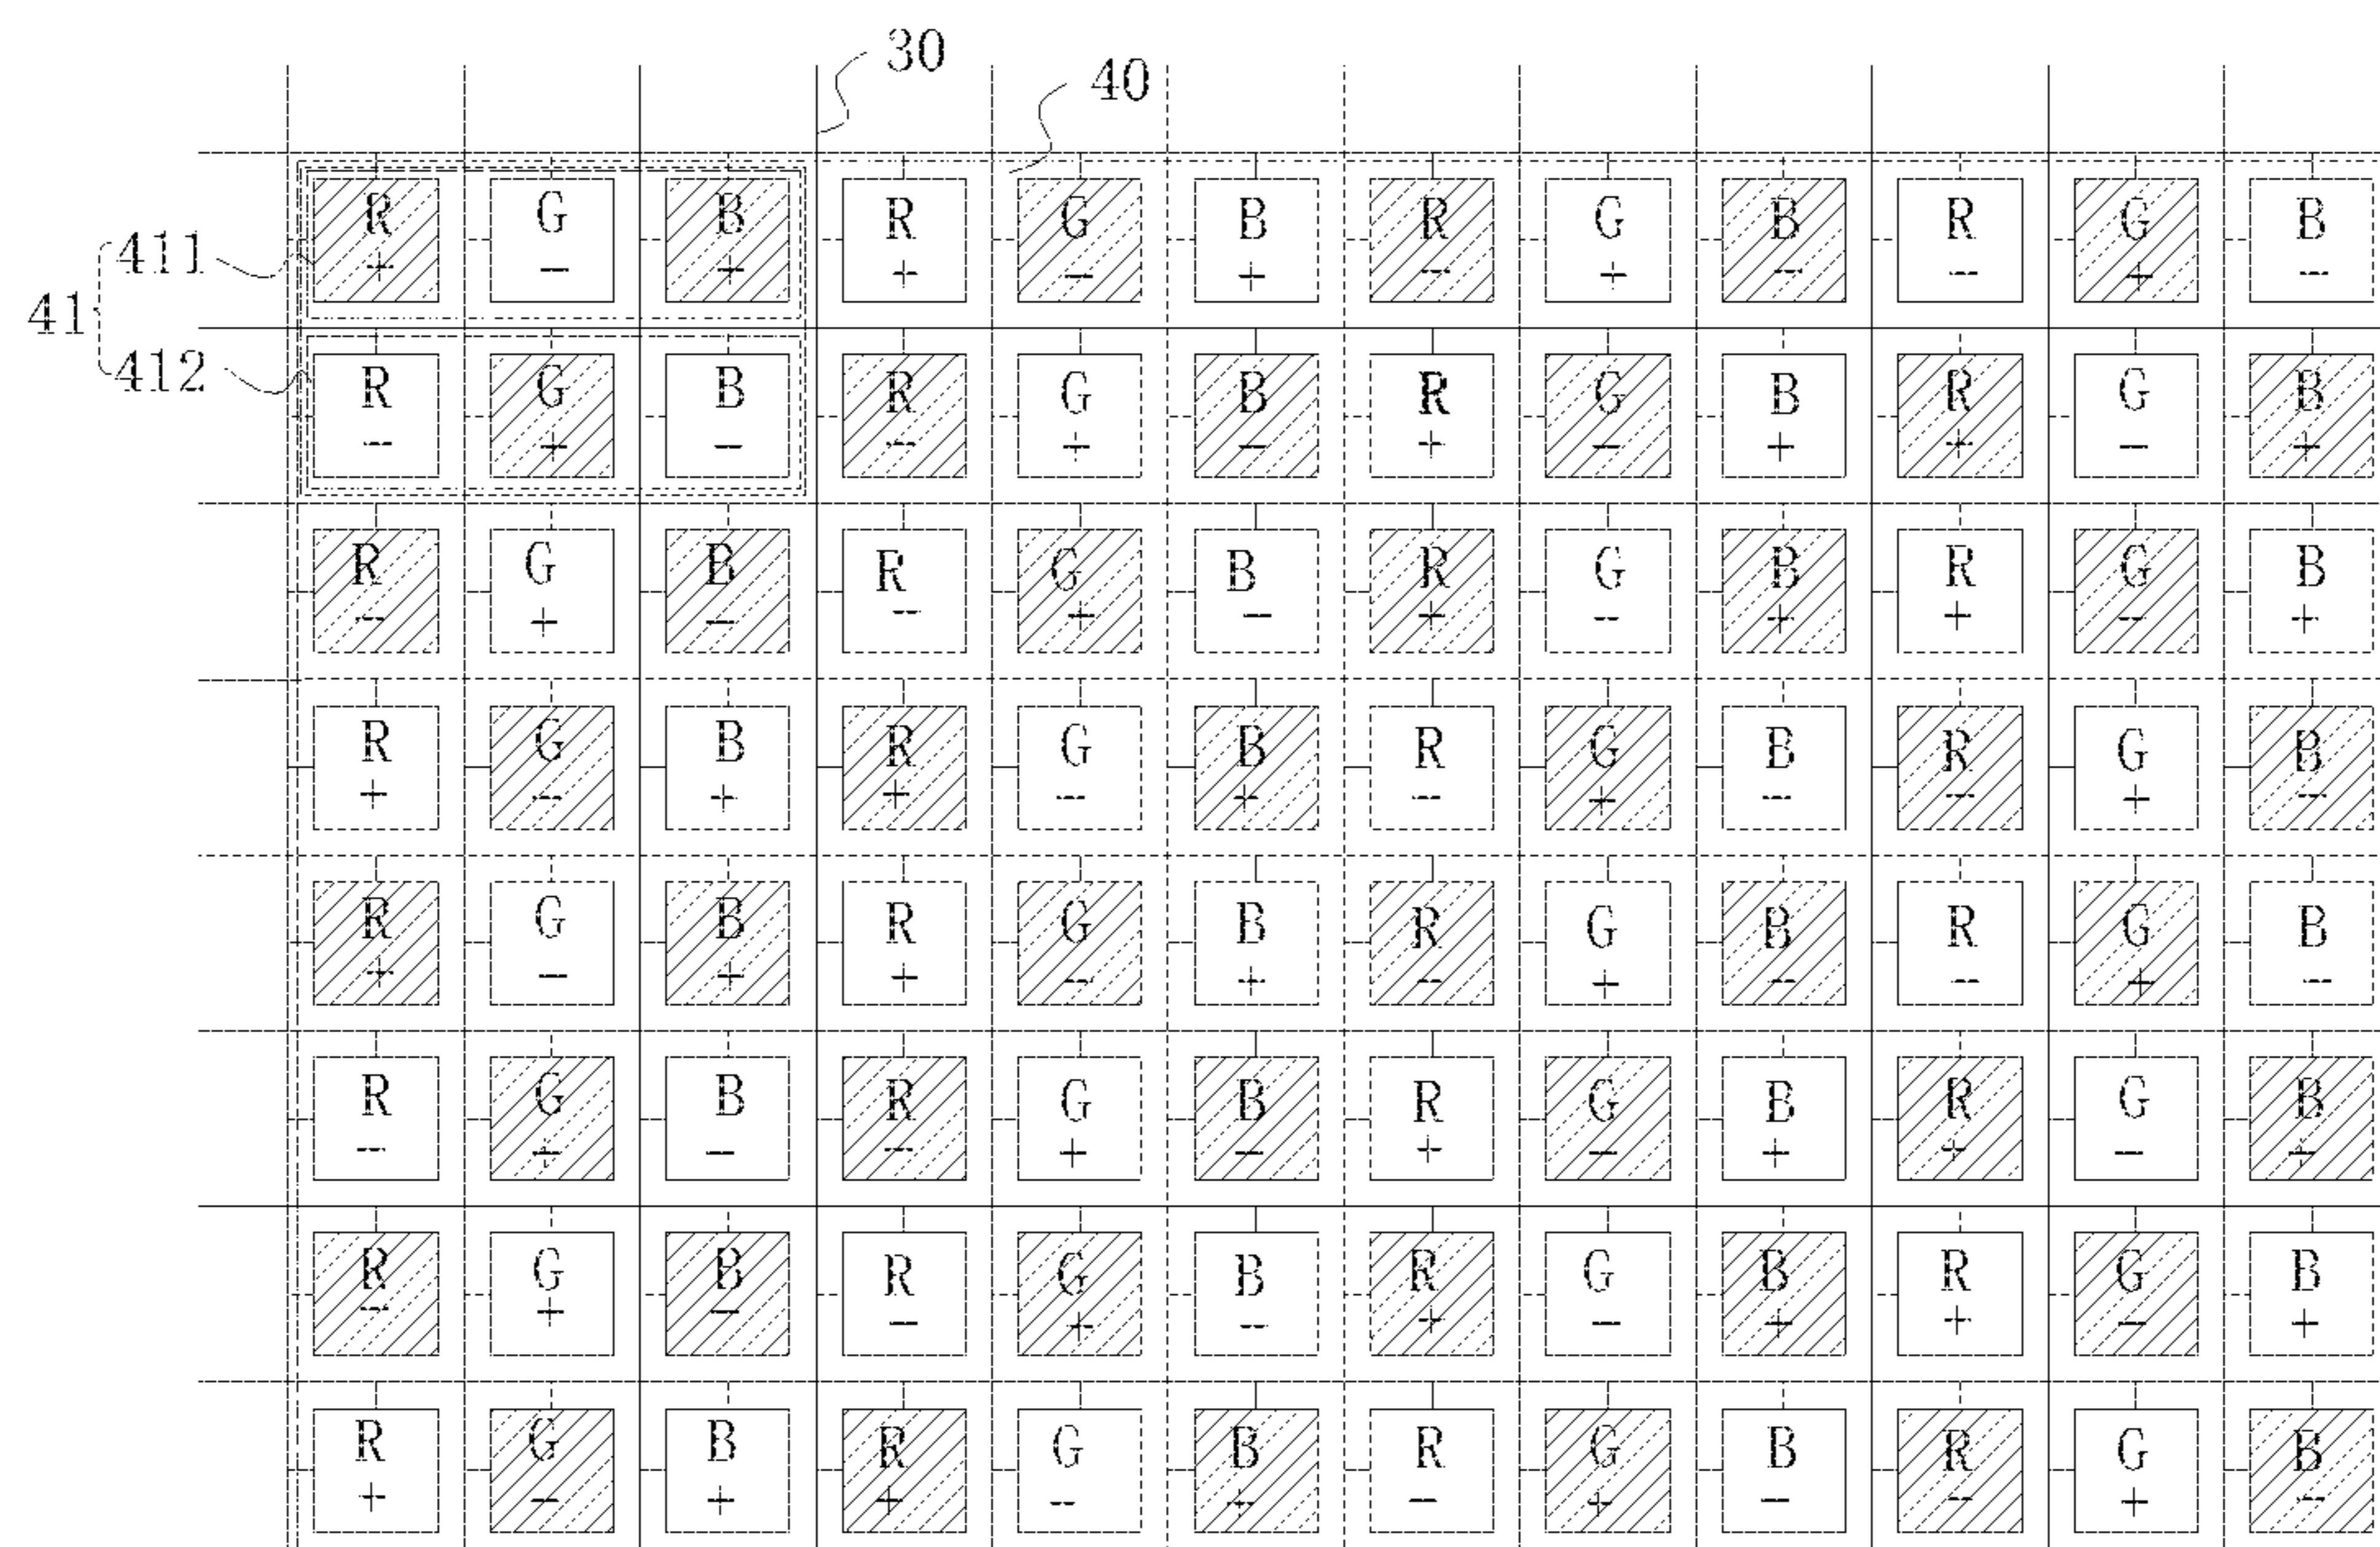 30
40
R G B R G B R G B R G B
411
+ - + + - + - + - - + -
41
412
R G B R G B R G B R G B
- + - - + - + - + + - +
R G B R G B R G B R G B
- + - - + - + - + + - +
R G B R G B R G B R G B
+ - + + - + - + - - + -
R G B R G B R G B R G B
+ - + + - + - + - - + -
R G B R G B R G B R G B
- + - - + - + - + + - +
R G B R G B R G B R G B
- + - - + - + - + + - +
R G B R G B R G B R G B
+ - + + - + - + - - + -